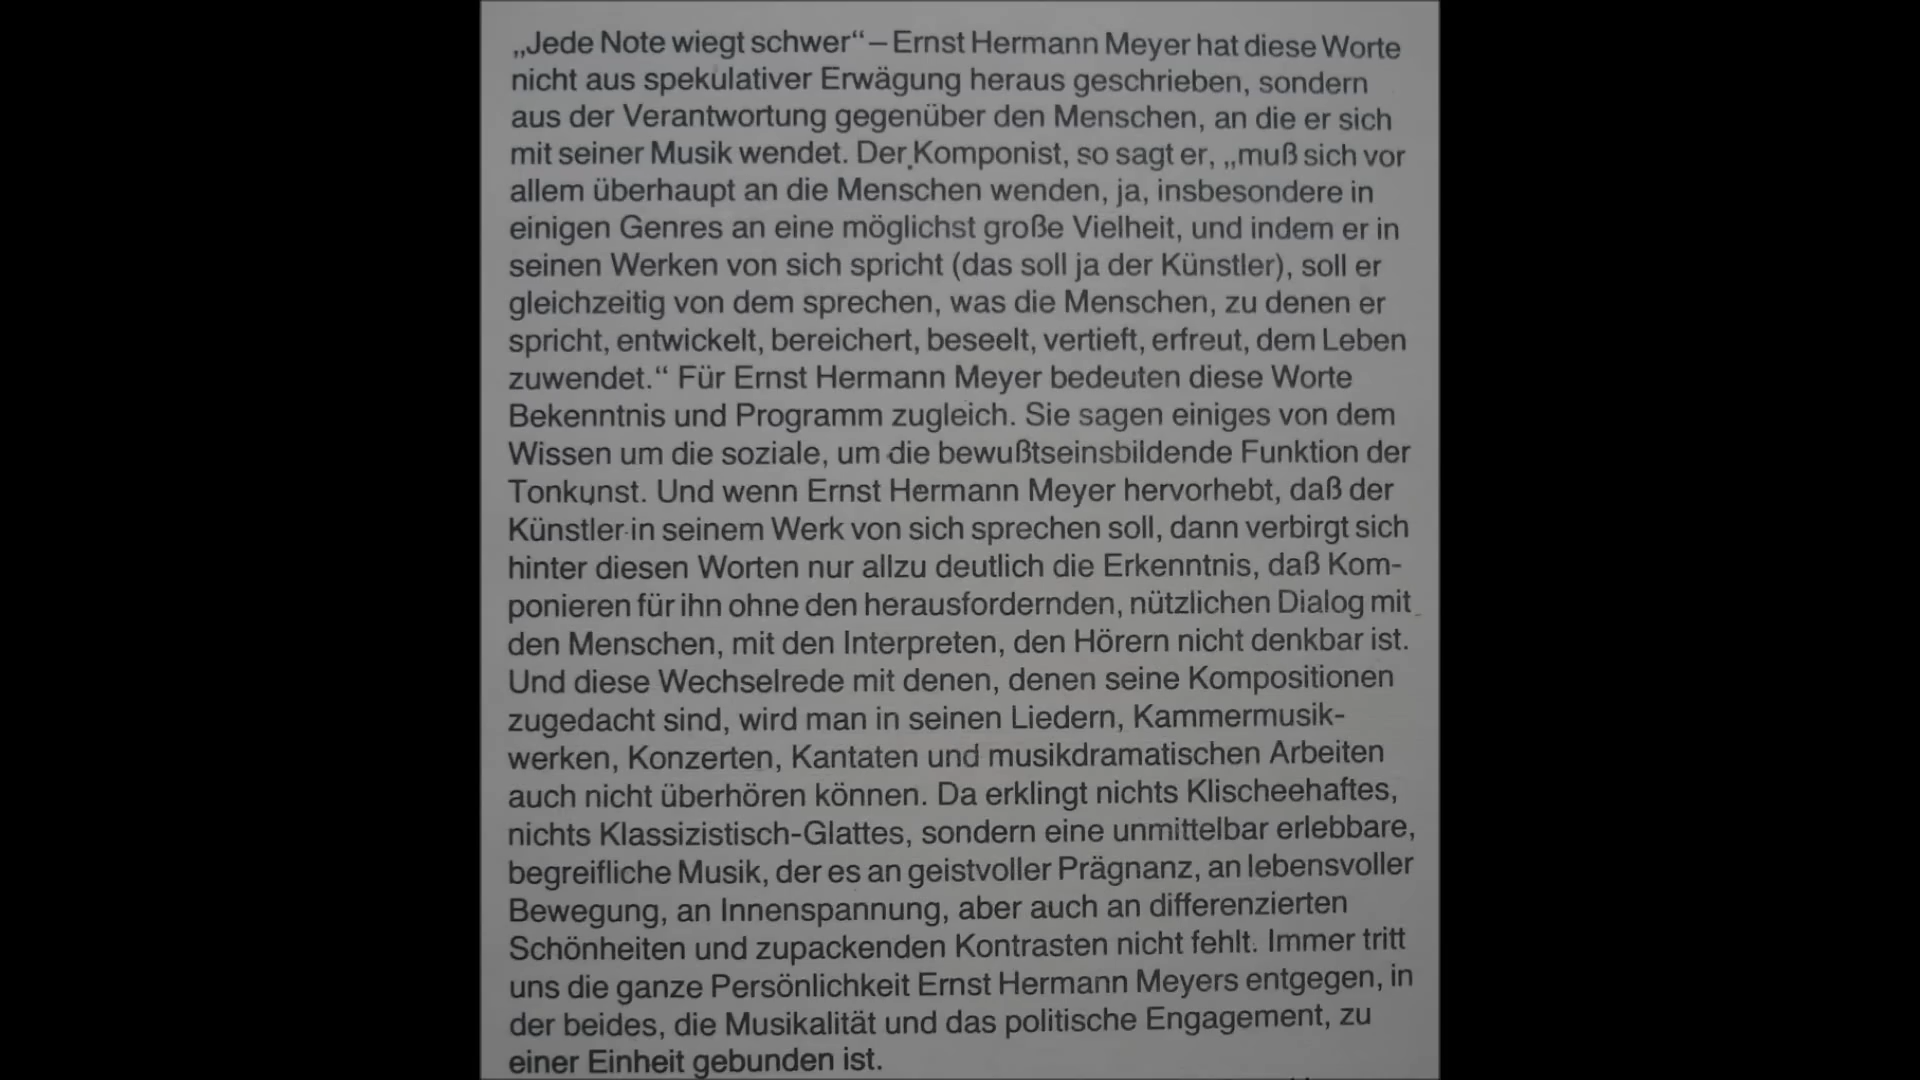 „Jede Note wiegt schwer“ – Ernst Hermann Meyer hat diese Worte
nicht aus spekulativer Erwägung heraus geschrieben, sondern
aus der Verantwortung gegenüber den Menschen, an die er sich
mit seiner Musik wendet. Der Komponist, so sagt er, „muß sich vor
allem überhaupt an die Menschen wenden, ja, insbesondere in
einigen Genres an eine möglichst große Vielheit, und indem er in
seinen Werken von sich spricht (das soll ja der Künstler), soll er
gleichzeitig von dem sprechen, was die Menschen, zu denen er
spricht, entwickelt, bereichert, beseelt, vertieft, erfreut, dem Leben
zuwendet.“ Für Ernst Hermann Meyer bedeuten diese Worte
Bekenntnis und Programm zugleich. Sie sagen einiges von dem
Wissen um die soziale, um die bewußtseinsbildende Funktion der
Tonkunst. Und wenn Ernst Hermann Meyer hervorhebt, daß der
Künstler in seinem Werk von sich sprechen soll, dann verbirgt sich
hinter diesen Worten nur allzu deutlich die Erkenntnis, daß Kom-
ponieren für ihn ohne den herausfordernden, nützlichen Dialog mit
den Menschen, mit den Interpreten, den Hörern nicht denkbar ist.
Und diese Wechselrede mit denen, denen seine Kompositionen
zugedacht sind, wird man in seinen Liedern, Kammermusik-
werken, Konzerten, Kantaten und musikdramatischen Arbeiten
auch nicht überhören können. Da erklingt nichts Klischeehaftes,
nichts Klassizistisch-Glattes, sondern eine unmittelbar erlebbare,
begreifliche Musik, der es an geistvoller Prägnanz, an lebensvoller
Bewegung, an Innenspannung, aber auch an differenzierten
Schönheiten und zupackenden Kontrasten nicht fehlt. Immer tritt
uns die ganze Persönlichkeit Ernst Hermann Meyers entgegen, in
der beides, die Musikalität und das politische Engagement, zu
einer Einheit gebunden ist.